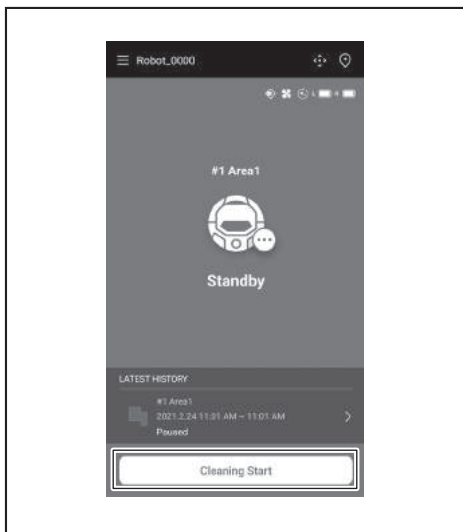 Robot_0000
L R
#1 Area1
Standby
LATEST HISTORY
#1 Area1
2021.2.24 11:01 AM ~ 11:01 AM
Paused
Cleaning Start